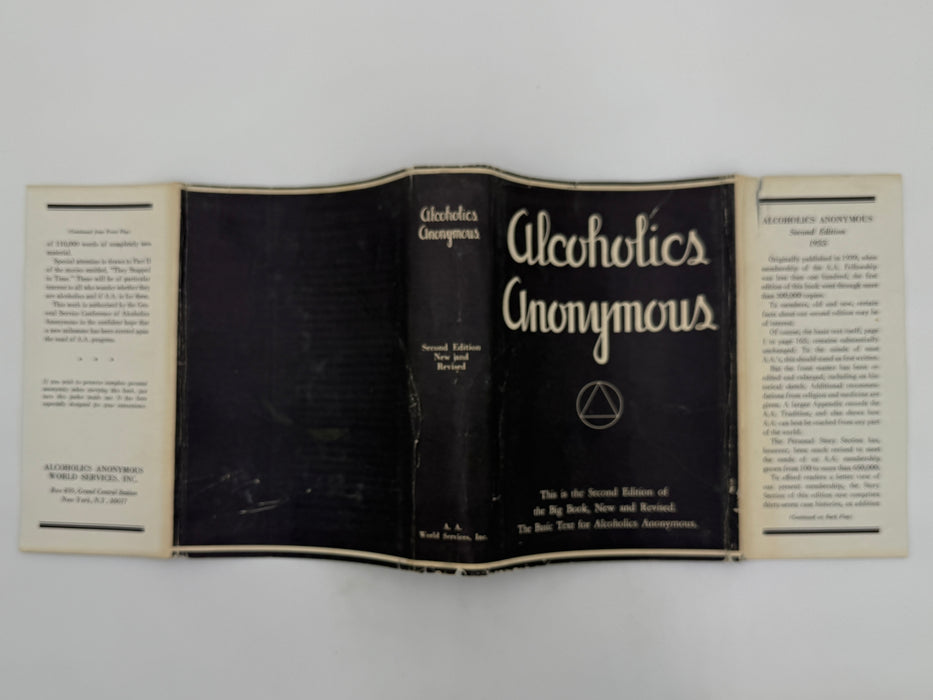 (Continued from Front Flap)
of 110,000 words of completely new
material.
Special attention is drawn to Part II
of the stories entitled, "They Stopped
in Time." These will be of particular
interest to all who wonder whether they
are alcoholics and if A.A. is for them.
This work is authorized by the Gen-
eral Service Conference of Alcoholics
Anonymous in the confident hope that
a new milestone has been erected upon
the road of A.A. progress.
* * *
If you wish to preserve complete personal
anonymity when carrying this book, just
turn this jacket inside out. It has been
especially designed for your convenience.
ALCOHOLICS ANONYMOUS
WORLD SERVICES, INC.
Box 459, Grand Central Station
New York, N.Y. 10017
Alcoholics
Anonymous
Second Edition
New and
Revised
A. A.
World Services, Inc.
Alcoholics
Anonymous
This is the Second Edition of
the Big Book, New and Revised.
The Basic Text for Alcoholics Anonymous.
ALCOHOLICS ANONYMOUS
Second Edition
1955
Originally published in 1939, when
membership of the A.A. Fellowship
was less than one hundred, the first
edition of this book went through more
than 300,000 copies.
To members, old and new, certain
facts about our second edition may be
of interest:
Of course, the basic text itself, page
1 to page 165, remains substantially
unchanged. To the minds of most
A.A.'s, this should stand as first written.
But the front matter has been re-
edited and enlarged, including an his-
torical sketch. Additional recommen-
dations from religion and medicine are
given. A larger Appendix records the
A.A. Tradition, and also shows how
A.A. can best be reached from any part
of the world.
The Personal Story Section has,
however, been much revised to meet
the needs of an A.A. membership
grown from 100 to more than
To afford readers a better view of
our present membership, the Story
Section of this edition now comprises
thirty-seven case histories, an addition
(Continued on Back Flap)